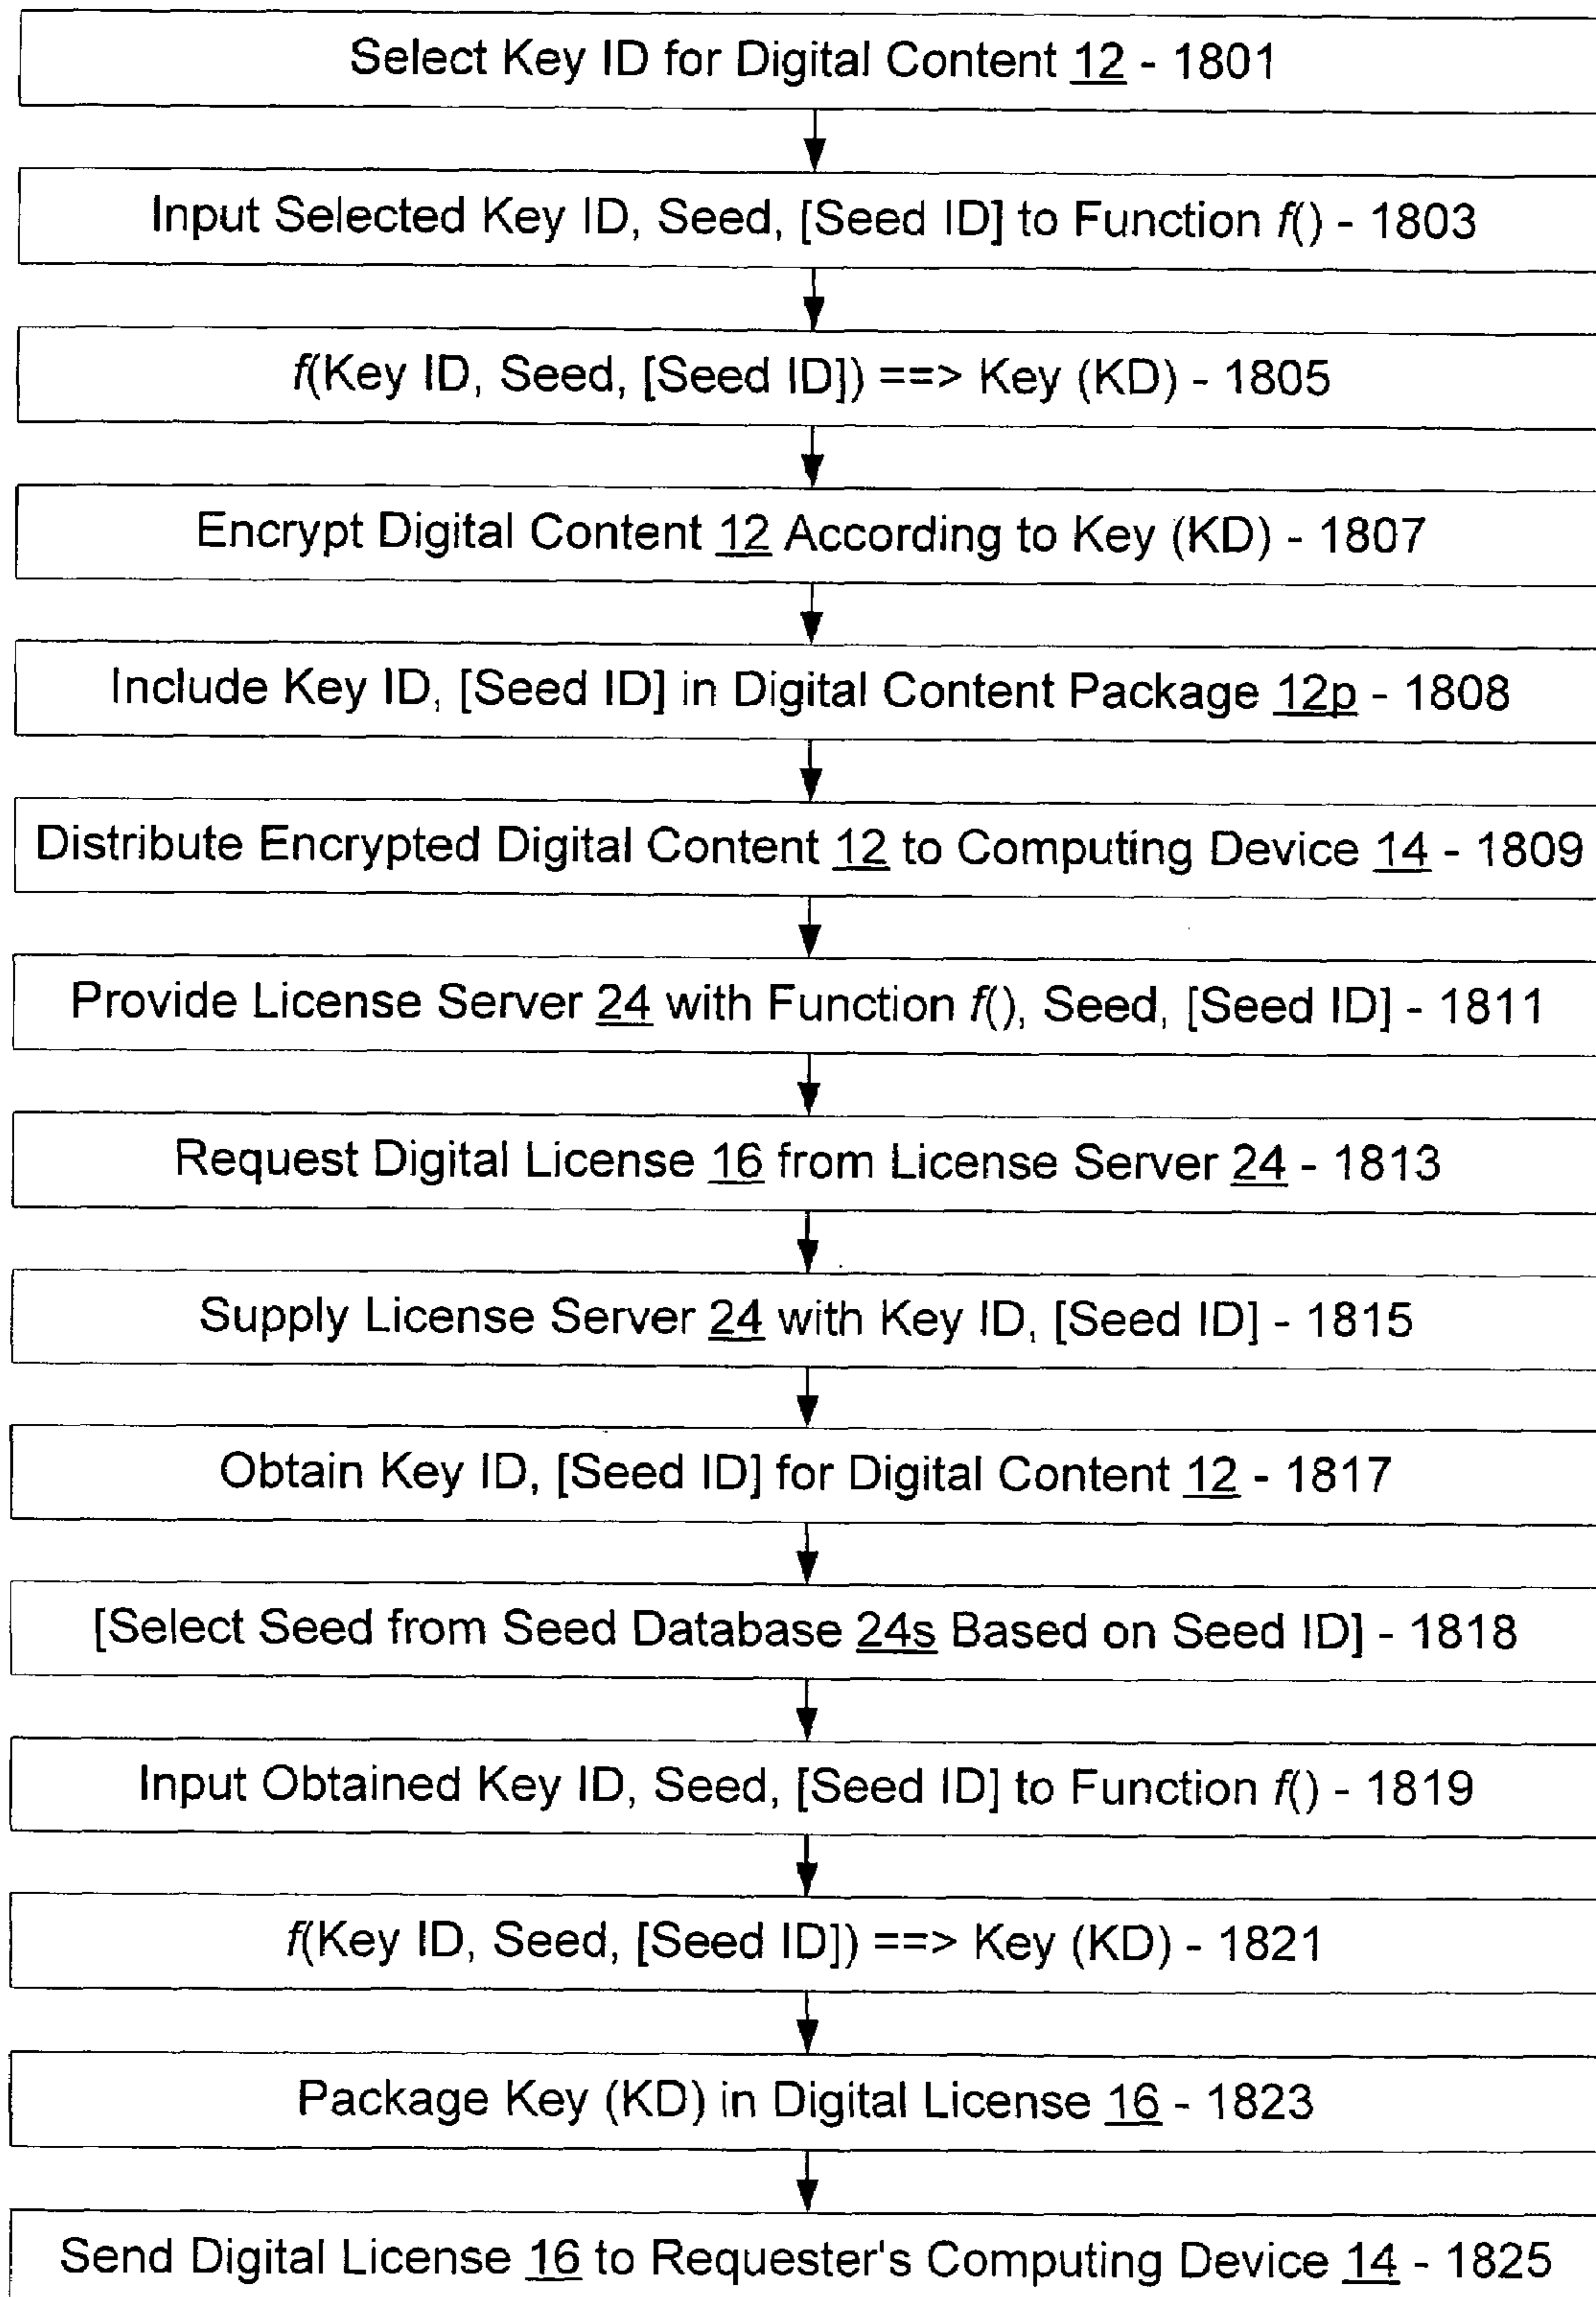 Select Key ID for Digital Content 12 - 1801
Input Selected Key ID, Seed, [Seed ID] to Function f() - 1803
f(Key ID, Seed, [Seed ID]) ==> Key (KD) - 1805
Encrypt Digital Content 12 According to Key (KD) - 1807
Include Key ID, [Seed ID] in Digital Content Package 12p - 1808
Distribute Encrypted Digital Content 12 to Computing Device 14 - 1809
Provide License Server 24 with Function f(), Seed, [Seed ID] - 1811
Request Digital License 16 from License Server 24 - 1813
Supply License Server 24 with Key ID, [Seed ID] - 1815
Obtain Key ID, [Seed ID] for Digital Content 12 - 1817
[Select Seed from Seed Database 24s Based on Seed ID] - 1818
Input Obtained Key ID, Seed, [Seed ID] to Function f() - 1819
f(Key ID, Seed, [Seed ID]) ==> Key (KD) - 1821
Package Key (KD) in Digital License 16 - 1823
Send Digital License 16 to Requester's Computing Device 14 - 1825